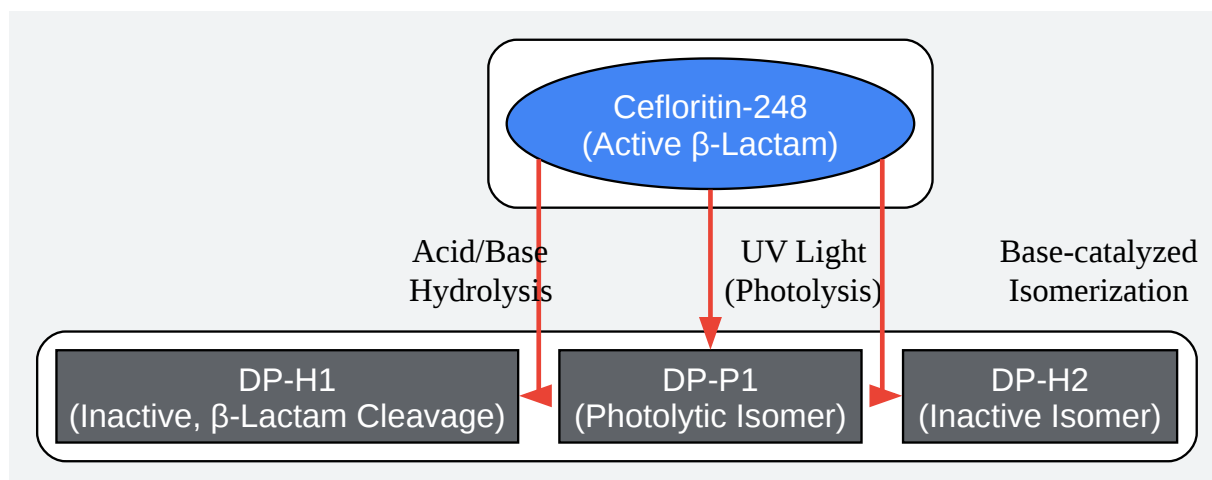 Cefloritin-248
(Active β-Lactam)
Acid/Base
Hydrolysis
UV Light
(Photolysis)
Base-catalyzed
Isomerization
DP-H1
(Inactive, β-Lactam Cleavage)
DP-P1
(Photolytic Isomer)
DP-H2
(Inactive Isomer)